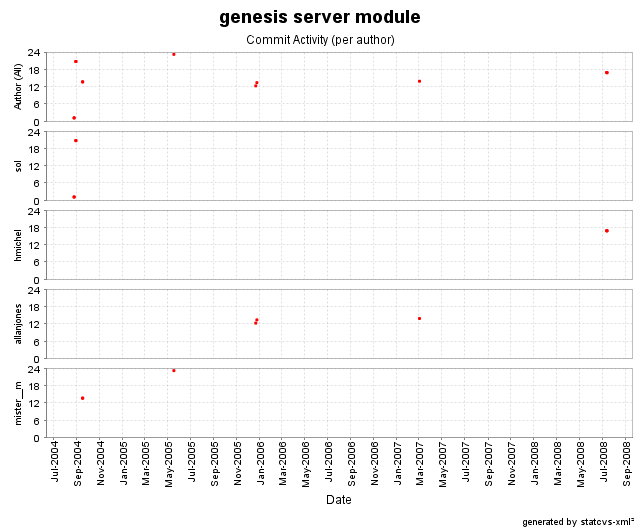 genesis server module
Commit Activity (per author)
Author (All)
24
18
12
6
0
sol
24
18
12
6
0
hmichel
24
18
12
6
0
allanjones
24
18
12
6
0
mister__m
24
18
12
6
0
Jul-2004
Sep-2004
Nov-2004
Jan-2005
Mar-2005
May-2005
Jul-2005
Sep-2005
Nov-2005
Jan-2006
Mar-2006
May-2006
Jul-2006
Sep-2006
Nov-2006
Jan-2007
Mar-2007
May-2007
Jul-2007
Sep-2007
Nov-2007
Jan-2008
Mar-2008
May-2008
Jul-2008
Sep-2008
Date
generated by statcvs-xml²